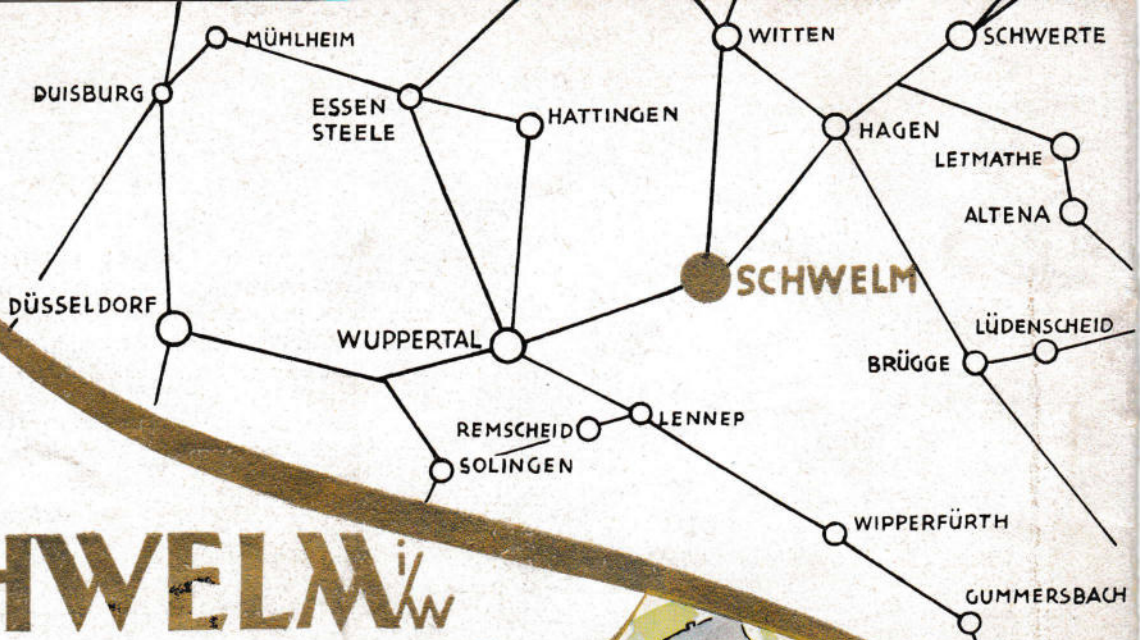 MÜHLHEIM
WITTEN
SCHWERTE
DUISBURG
ESSEN
STEELE
HATTINGEN
HAGEN
LETMATHE
ALTENA
SCHWELM
DÜSSELDORF
WUPPERTAL
LÜDENSCHEID
BRÜGGE
REMSCHEID
LENNEP
SOLINGEN
WIPPERFÜRTH
HWELM i/W
GUMMERSBACH